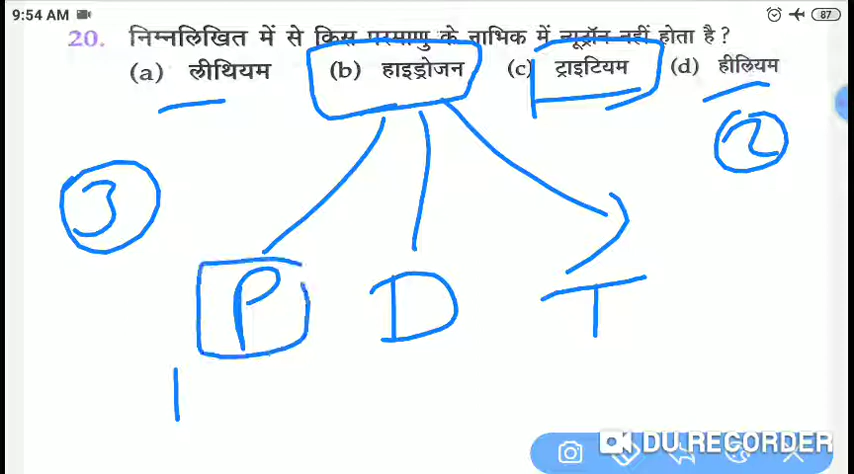 9:54 AM 87
20. निम्नलिखित में से किस परमाणु के नाभिक में न्यूट्रॉन नहीं होता है ?
(a) लीथियम (b) हाइड्रोजन (c) ट्राइटियम (d) हीलियम
2
3
P D T
1
DU RECORDER